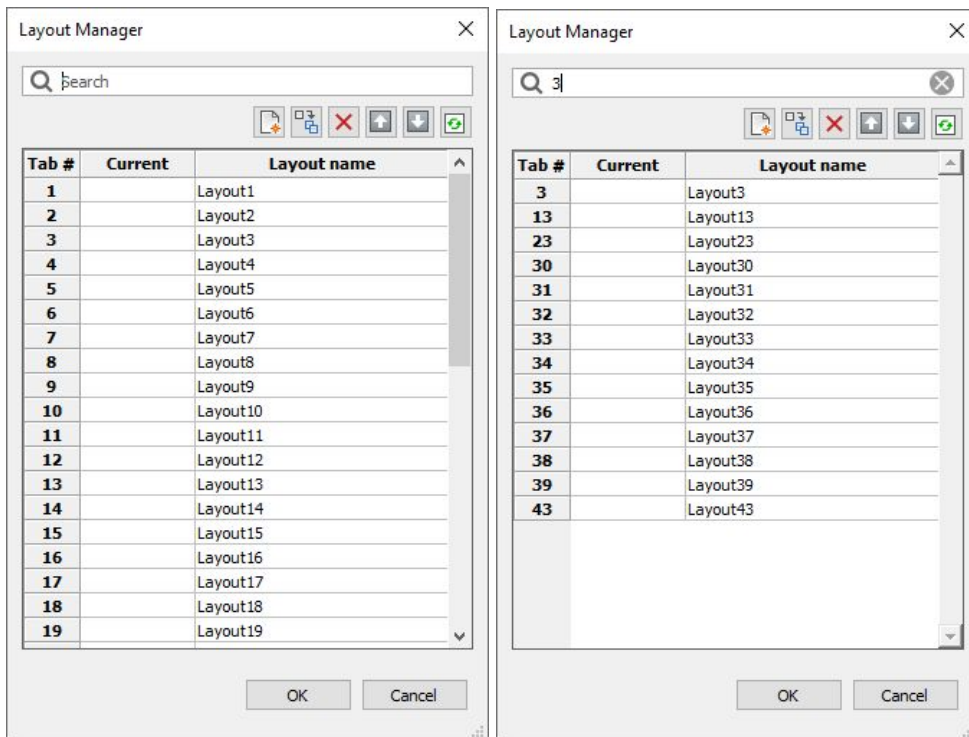 Layout Manager
Search
Tab # Current Layout name
1 Layout1
2 Layout2
3 Layout3
4 Layout4
5 Layout5
6 Layout6
7 Layout7
8 Layout8
9 Layout9
10 Layout10
11 Layout11
12 Layout12
13 Layout13
14 Layout14
15 Layout15
16 Layout16
17 Layout17
18 Layout18
19 Layout19
OK Cancel
Layout Manager
3
Tab # Current Layout name
3 Layout3
13 Layout13
23 Layout23
30 Layout30
31 Layout31
32 Layout32
33 Layout33
34 Layout34
35 Layout35
36 Layout36
37 Layout37
38 Layout38
39 Layout39
43 Layout43
OK Cancel